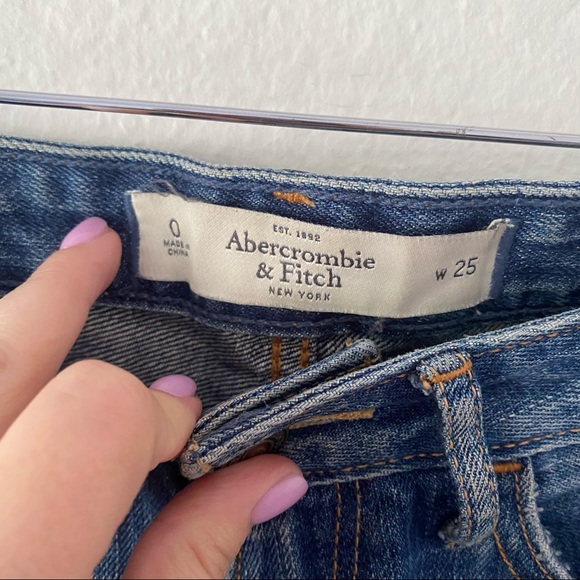 0
MADE IN
CHINA
EST. 1892
Abercrombie
& Fitch
NEW YORK
W 25